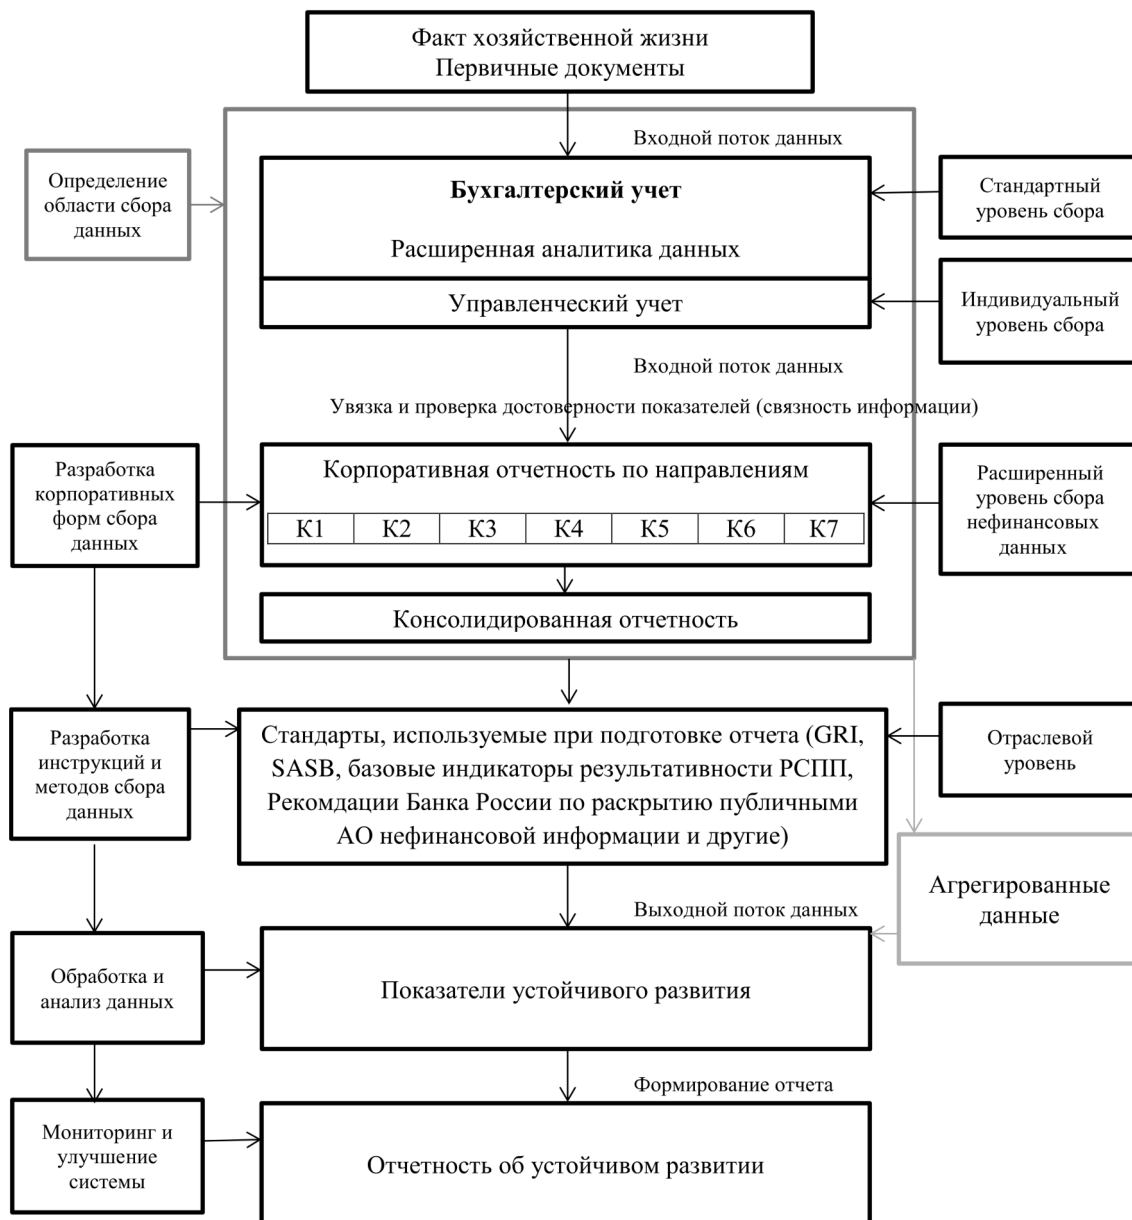 Факт хозяйственной жизни
Первичные документы
Входной поток данных
Определение
области сбора
данных
Бухгалтерский учет
Расширенная аналитика данных
Стандартный
уровень сбора
Управленческий учет
Индивидуальный
уровень сбора
Входной поток данных
Увязка и проверка достоверности показателей (связность информации)
Разработка
корпоративных
форм сбора
данных
Корпоративная отчетность по направлениям
К1 К2 К3 К4 К5 К6 К7
Расширенный
уровень сбора
нефинансовых
данных
Консолидированная отчетность
Разработка
инструкций и
методов сбора
данных
Стандарты, используемые при подготовке отчета (GRI,
SASB, базовые индикаторы результативности РСПП,
Рекомдации Банка России по раскрытию публичными
АО нефинансовой информации и другие)
Отраслевой
уровень
Агрегированные
данные
Выходной поток данных
Обработка и
анализ данных
Показатели устойчивого развития
Формирование отчета
Мониторинг и
улучшение
системы
Отчетность об устойчивом развитии